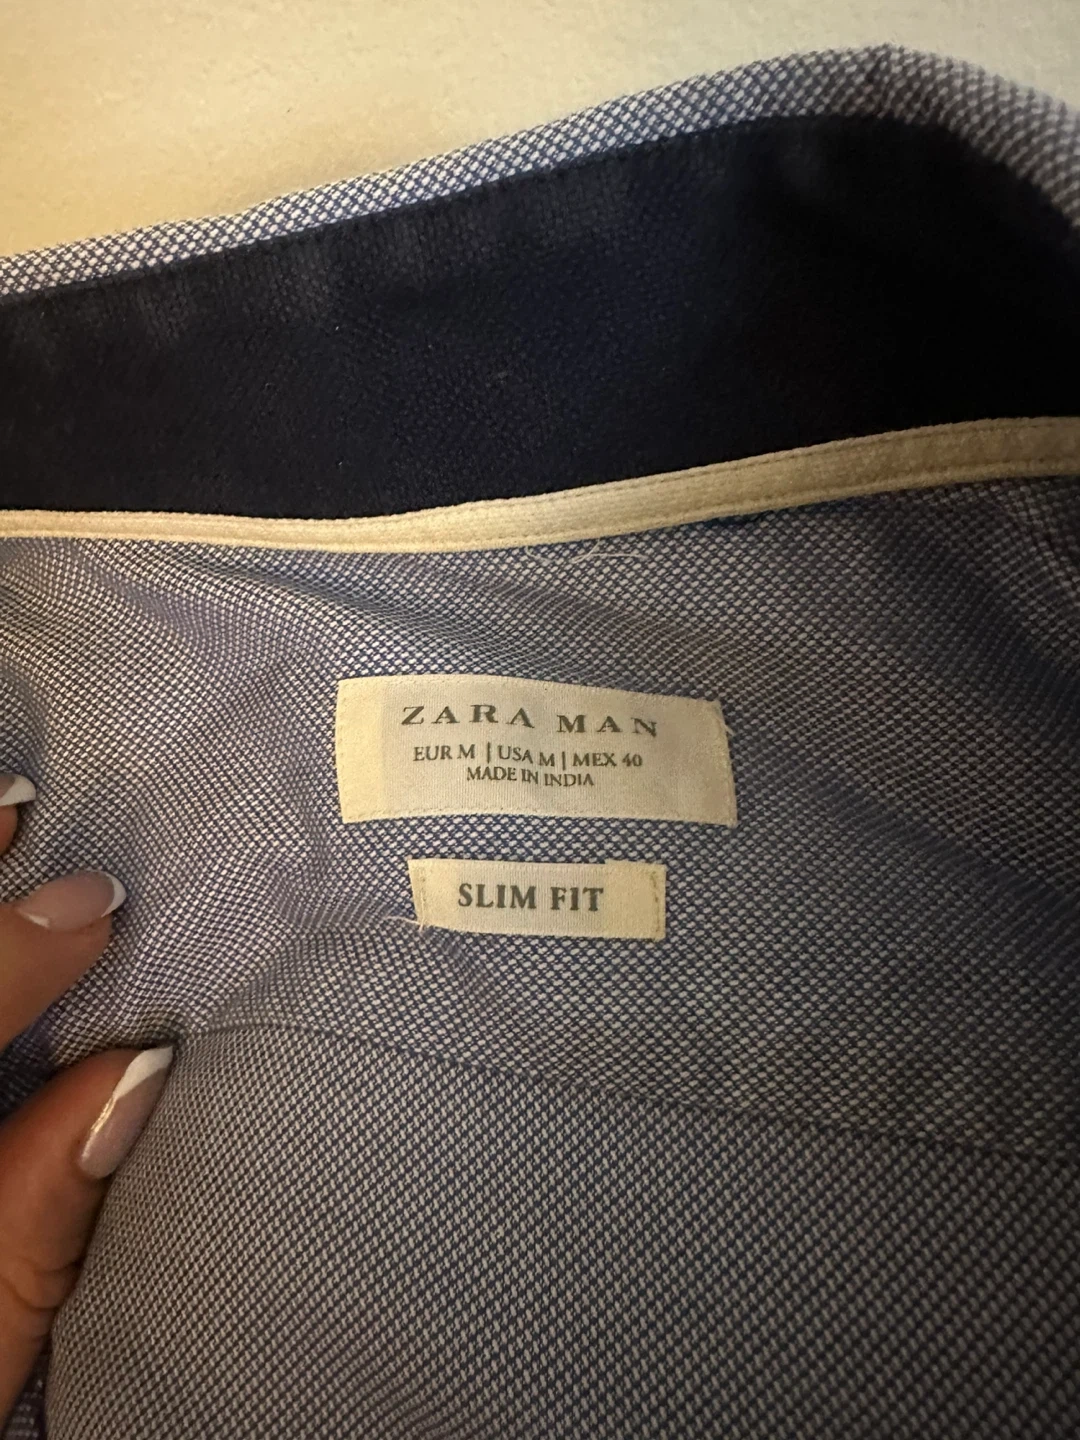 ZARA MAN
EUR M | USA M | MEX 40
MADE IN INDIA
SLIM FIT